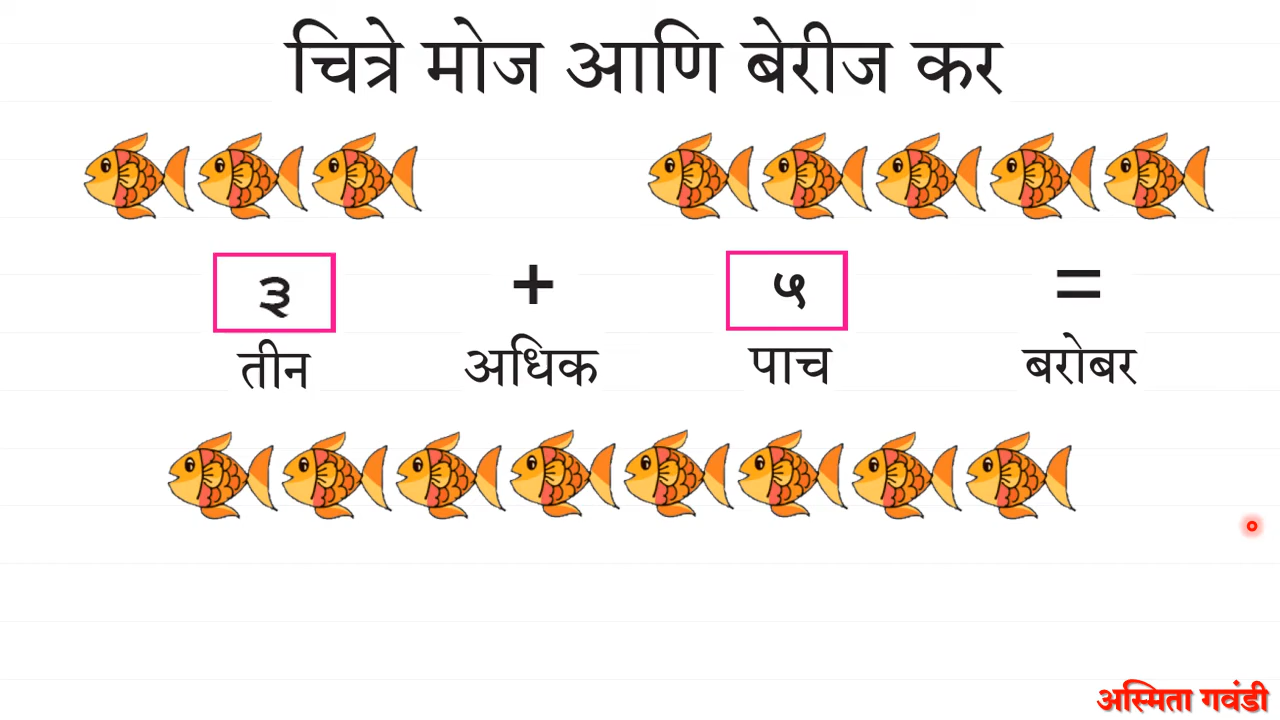 चित्रे मोज आणि बेरीज कर
३ + ५ =
तीन अधिक पाच बरोबर
अस्मिता गवंडी